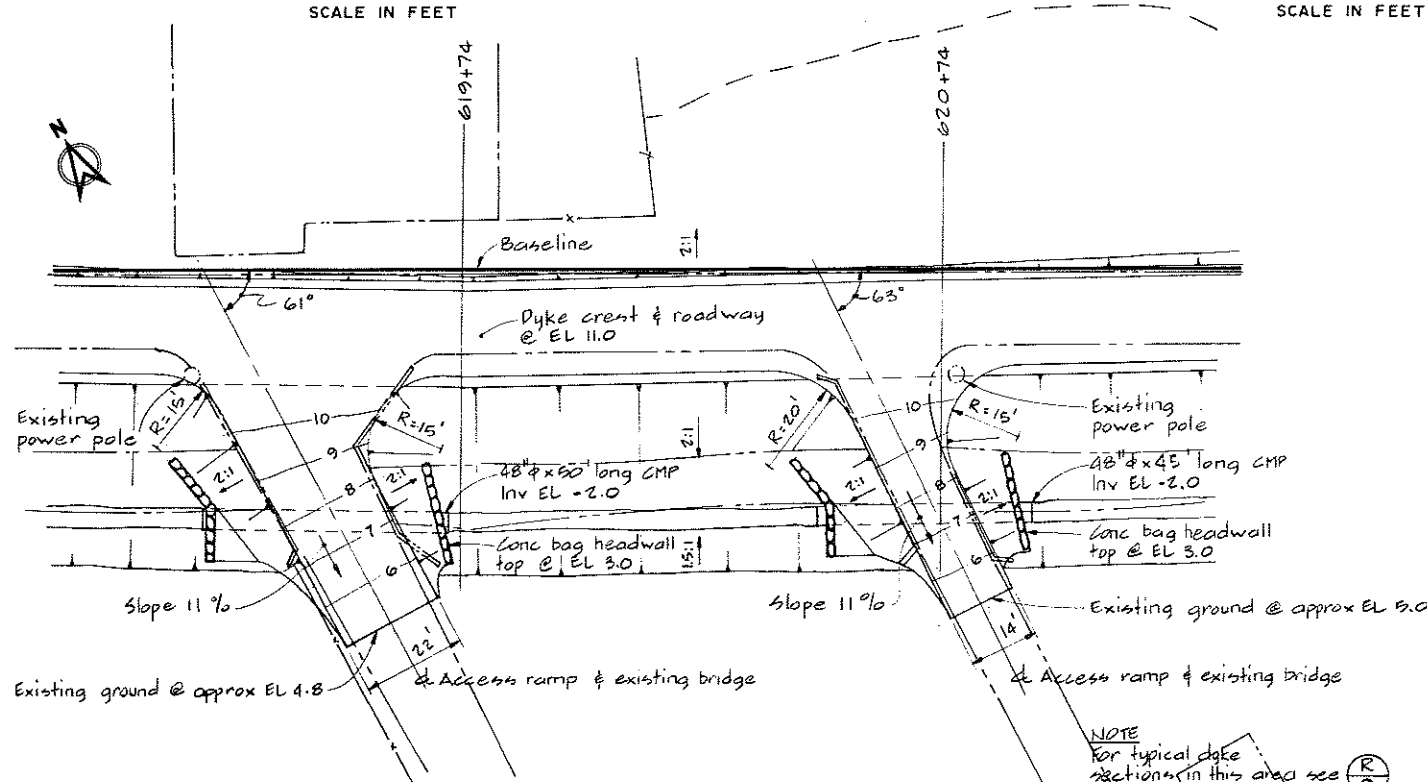 SCALE IN FEET
SCALE IN FEET
619+74
620+74
N
Baseline
2:1
61°
63°
Dyke crest & roadway
@ EL 11.0
Existing
power pole
R=15'
10
9
8
7
6
R=15'
2:1
2:1
2:1
48"φ x 50' long CMP
Inv EL -2.0
Conc bag headwall
top @ EL 3.0
1.5:1
Slope 11 %
22'
Existing ground @ approx EL 4.8
℄ Access ramp & existing bridge
R=20'
10
9
8
7
6
R=15'
2:1
2:1
Existing
power pole
48"φ x 45' long CMP
Inv EL -2.0
Conc bag headwall
top @ EL 3.0
Slope 11 %
Existing ground @ approx EL 5.0
14'
℄ Access ramp & existing bridge
NOTE
For typical dyke
sections in this area see
R